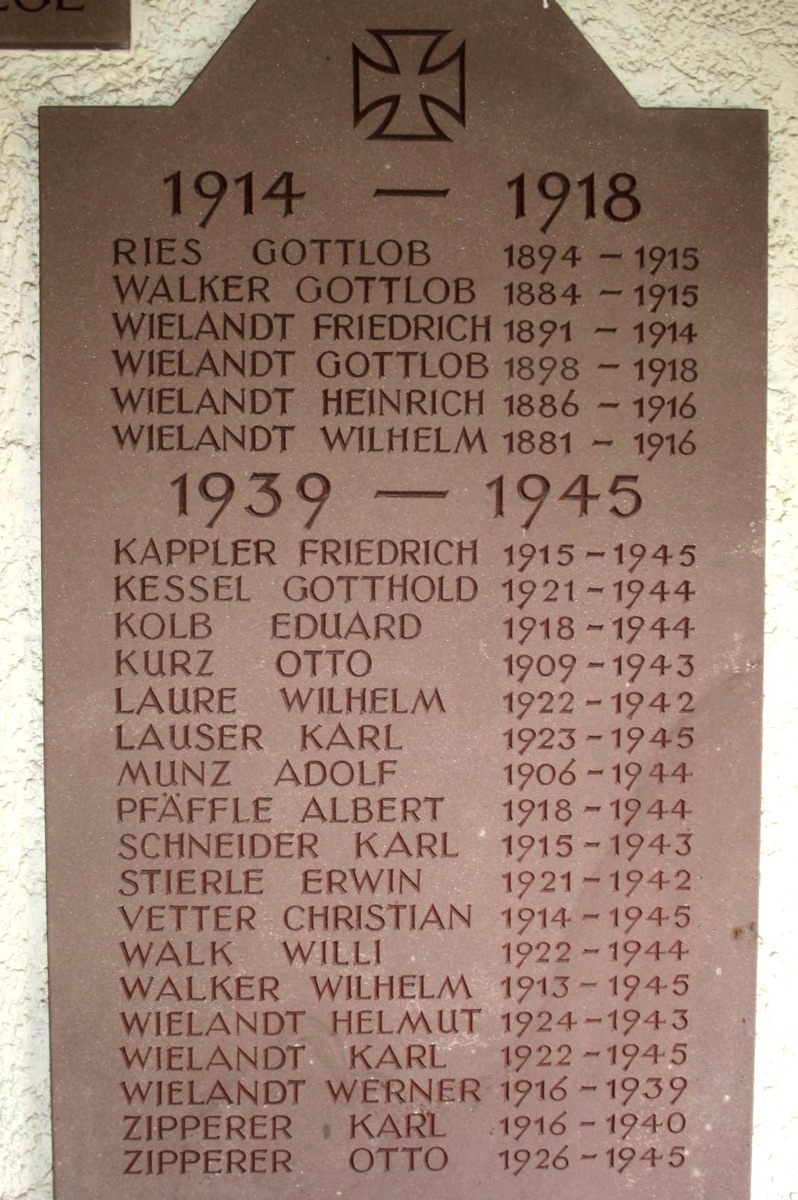 1914 – 1918
RIES GOTTLOB 1894 – 1915
WALKER GOTTLOB 1884 – 1915
WIELANDT FRIEDRICH 1891 – 1914
WIELANDT GOTTLOB 1898 – 1918
WIELANDT HEINRICH 1886 – 1916
WIELANDT WILHELM 1881 – 1916
1939 – 1945
KAPPLER FRIEDRICH 1915 – 1945
KESSEL GOTTHOLD 1921 – 1944
KOLB EDUARD 1918 – 1944
KURZ OTTO 1909 – 1943
LAURE WILHELM 1922 – 1942
LAUSER KARL 1923 – 1945
MUNZ ADOLF 1906 – 1944
PFÄFFLE ALBERT 1918 – 1944
SCHNEIDER KARL 1915 – 1943
STIERLE ERWIN 1921 – 1942
VETTER CHRISTIAN 1914 – 1945
WALK WILLI 1922 – 1944
WALKER WILHELM 1913 – 1945
WIELANDT HELMUT 1924 – 1943
WIELANDT KARL 1922 – 1945
WIELANDT WERNER 1916 – 1939
ZIPPERER KARL 1916 – 1940
ZIPPERER OTTO 1926 – 1945